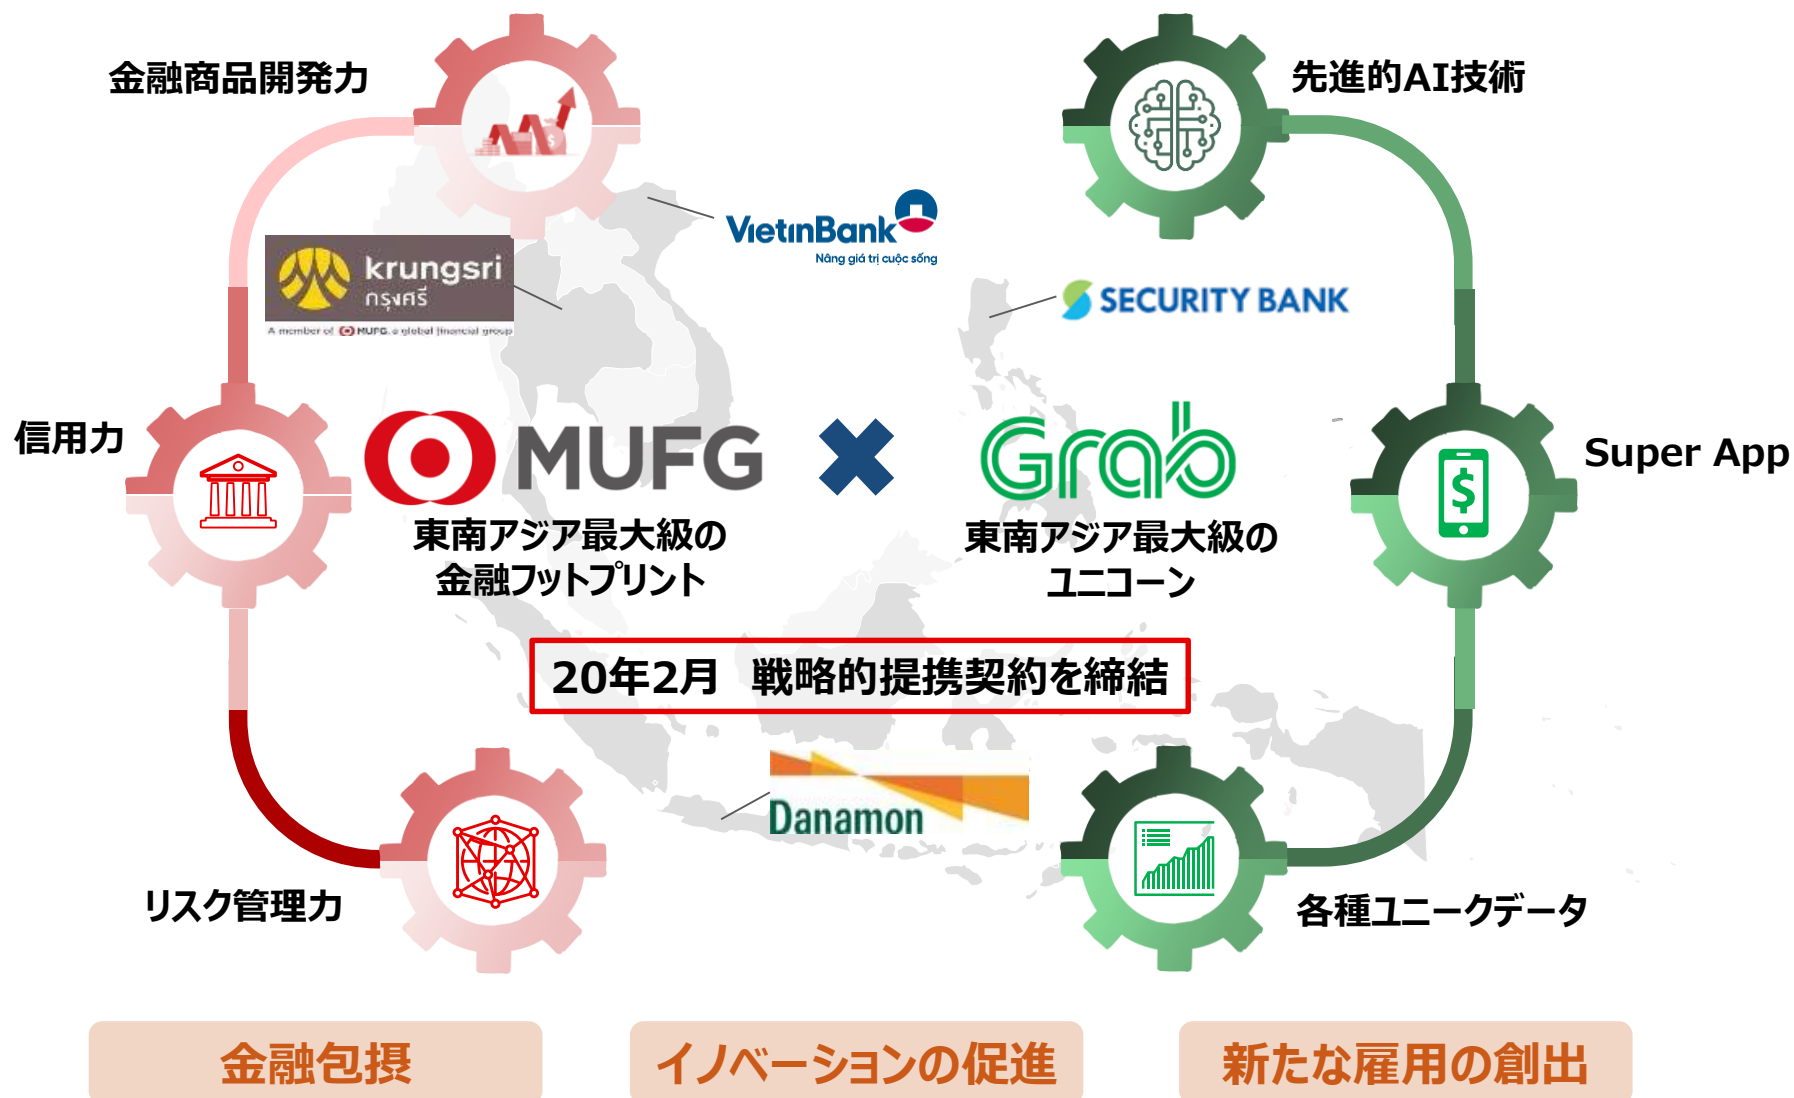 金融商品開発力
先進的AI技術
VietinBank
Nâng giá trị cuộc sống
krungsri
กรุงศรี
A member of MUFG, a global financial group
SECURITY BANK
信用力
MUFG
Grab
Super App
東南アジア最大級の
金融フットプリント
東南アジア最大級の
ユニコーン
20年2月 戦略的提携契約を締結
Danamon
リスク管理力
各種ユニークデータ
金融包摂
イノベーションの促進
新たな雇用の創出